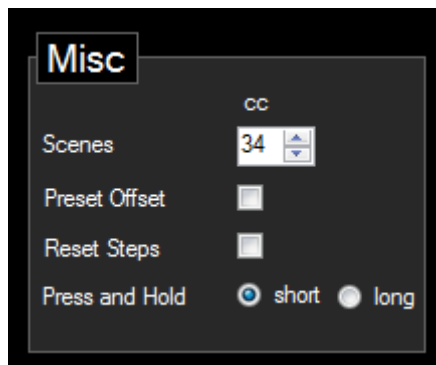 Misc
cc
Scenes 34
Preset Offset
Reset Steps
Press and Hold short long